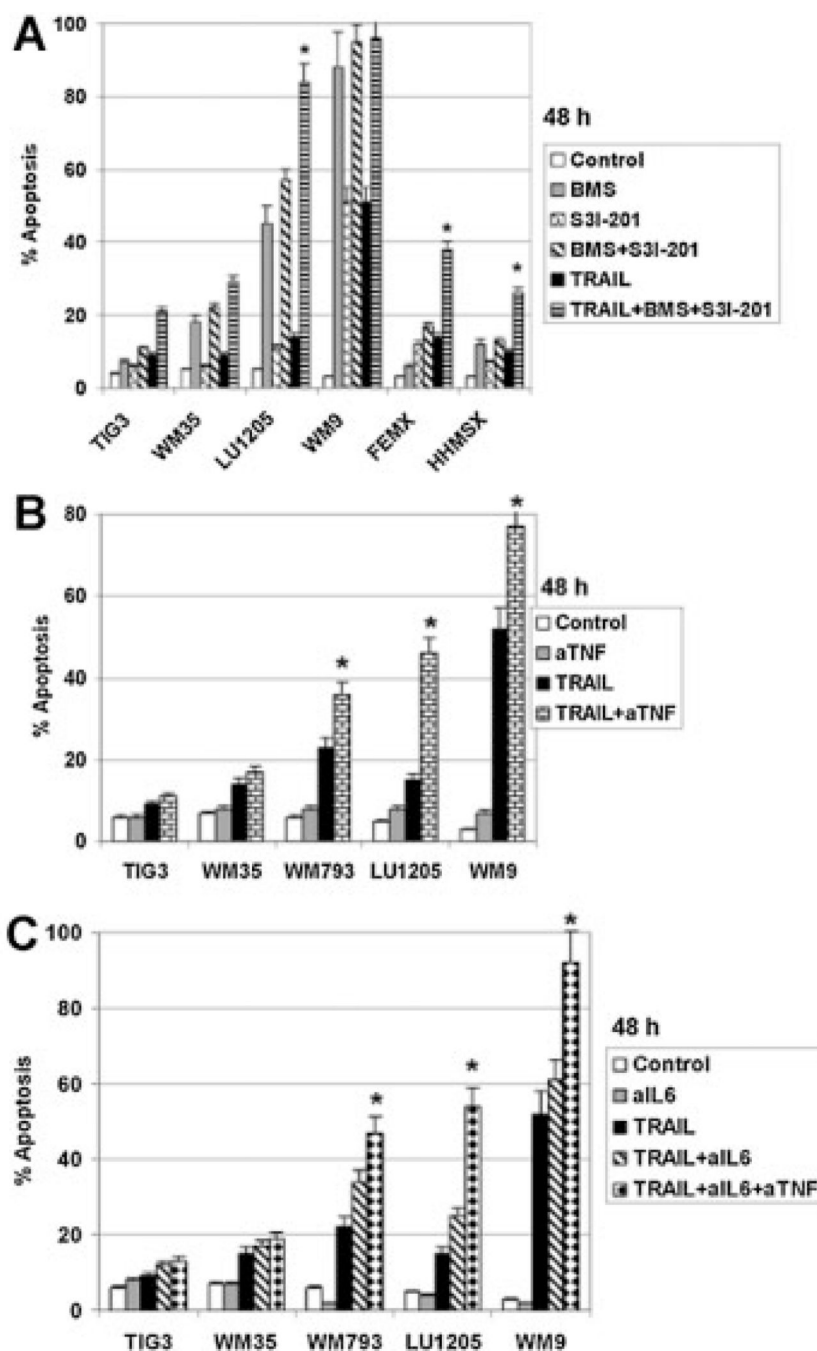 A
100
80
60
40
20
0
% Apoptosis
*
*
*
TIG3
WM35
LU1205
WM9
FEMX
HHMSX
48 h
Control
BMS
S3I-201
BMS+S3I-201
TRAIL
TRAIL+BMS+S3I-201
B
80
60
40
20
0
% Apoptosis
*
*
*
TIG3
WM35
WM793
LU1205
WM9
48 h
Control
aTNF
TRAIL
TRAIL+aTNF
C
100
80
60
40
20
0
% Apoptosis
*
*
*
TIG3
WM35
WM793
LU1205
WM9
48 h
Control
aIL6
TRAIL
TRAIL+aIL6
TRAIL+aIL6+aTNF